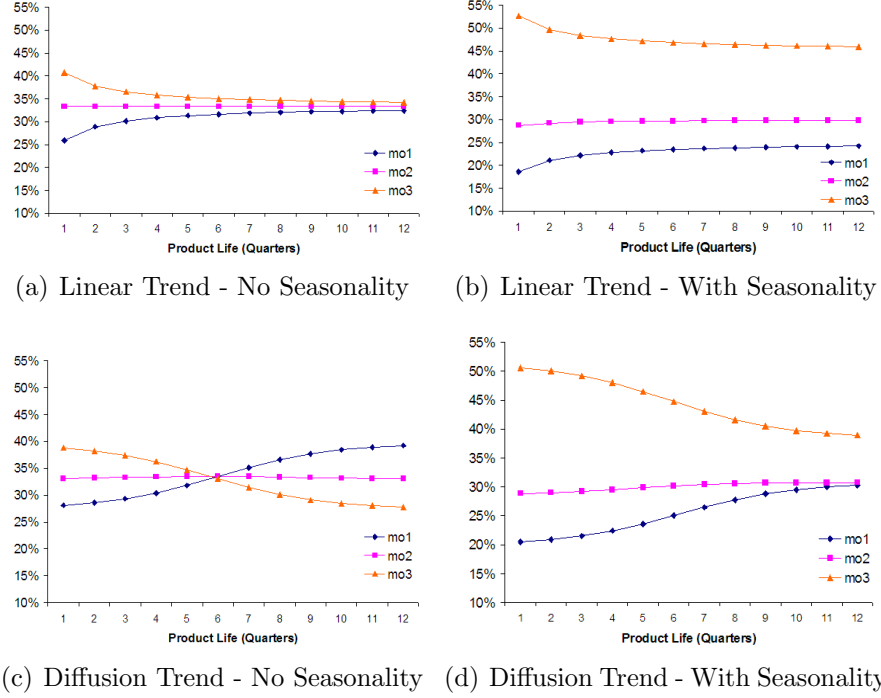 55%
50%
45%
40%
35%
30%
25%
20%
15%
10%
mo1
mo2
mo3
1 2 3 4 5 6 7 8 9 10 11 12
Product Life (Quarters)
(a) Linear Trend - No Seasonality
55%
50%
45%
40%
35%
30%
25%
20%
15%
10%
mo1
mo2
mo3
1 2 3 4 5 6 7 8 9 10 11 12
Product Life (Quarters)
(b) Linear Trend - With Seasonality
55%
50%
45%
40%
35%
30%
25%
20%
15%
10%
mo1
mo2
mo3
1 2 3 4 5 6 7 8 9 10 11 12
Product Life (Quarters)
(c) Diffusion Trend - No Seasonality
55%
50%
45%
40%
35%
30%
25%
20%
15%
10%
mo1
mo2
mo3
1 2 3 4 5 6 7 8 9 10 11 12
Product Life (Quarters)
(d) Diffusion Trend - With Seasonality